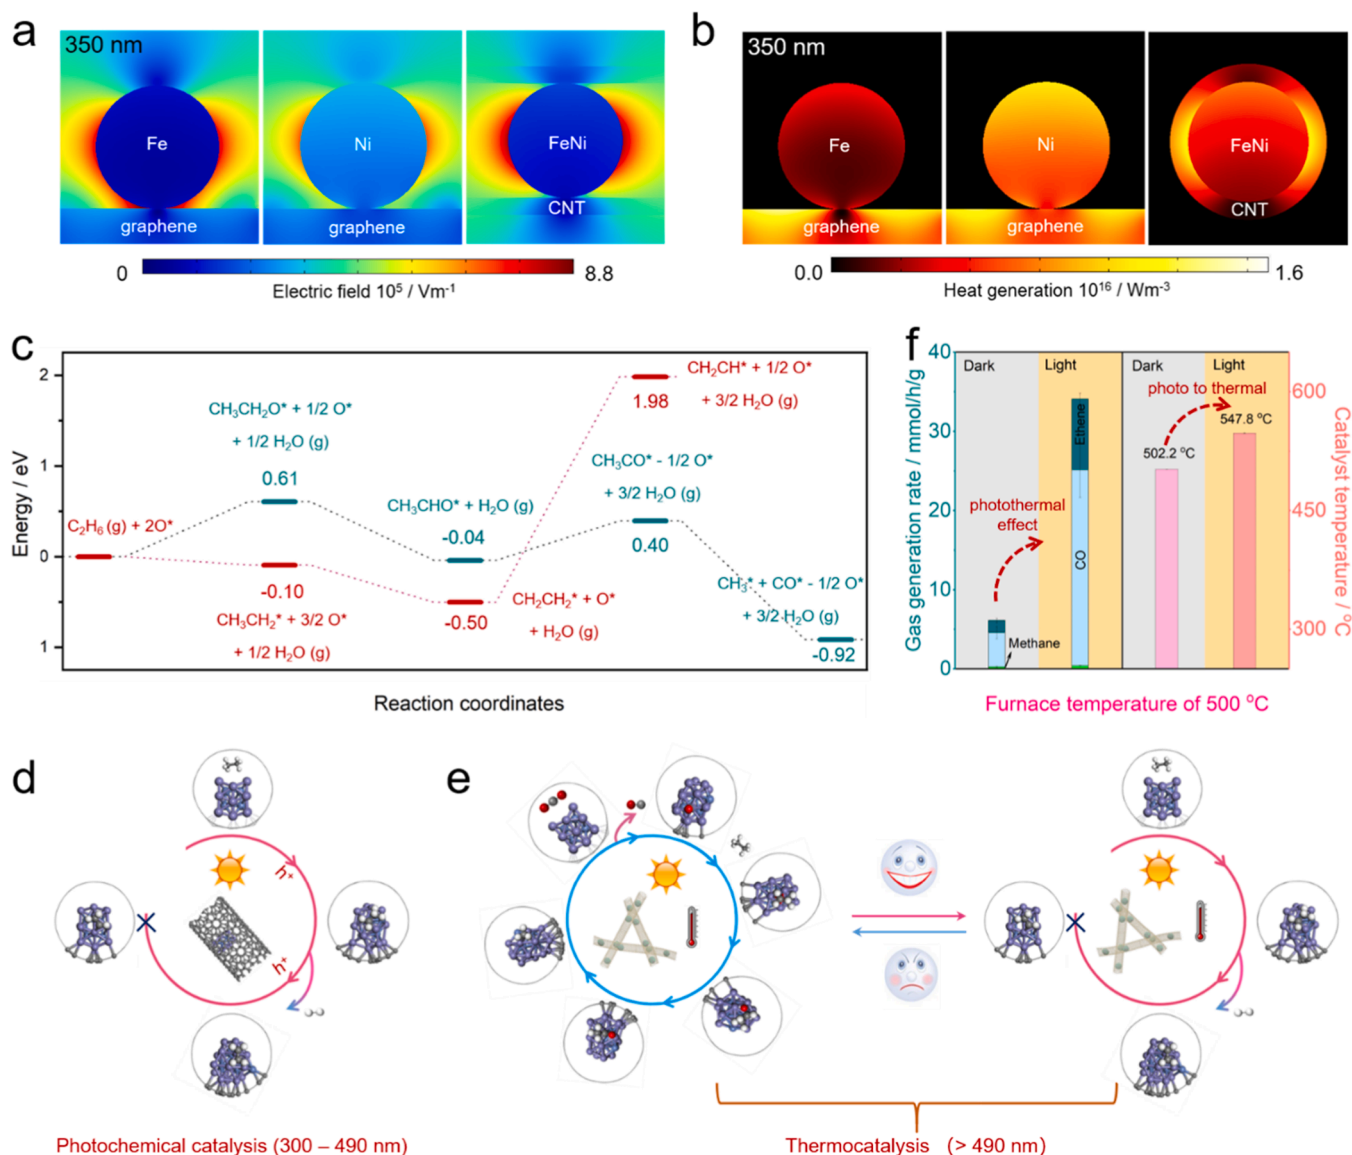 a
350 nm
Fe
Ni
FeNi
CNT
graphene
graphene
0
8.8
Electric field 10⁵ / Vm⁻¹
b
350 nm
Fe
Ni
FeNi
CNT
graphene
graphene
0.0
1.6
Heat generation 10¹⁶ / Wm⁻³
c
Energy / eV
2
1
0
1
C₂H₆ (g) + 2O*
CH₃CH₂O* + 1/2 O*
+ 1/2 H₂O (g)
0.61
-0.10
CH₃CH₂* + 3/2 O*
+ 1/2 H₂O (g)
CH₃CHO* + H₂O (g)
-0.04
-0.50
CH₂CH₂* + O*
+ H₂O (g)
1.98
CH₂CH* + 1/2 O*
+ 3/2 H₂O (g)
CH₃CO* - 1/2 O*
+ 3/2 H₂O (g)
0.40
CH₃* + CO* - 1/2 O*
+ 3/2 H₂O (g)
-0.92
Reaction coordinates
f
Gas generation rate / mmol/h/g
40
30
20
10
0
Dark
Light
Dark
Light
photothermal
effect
Methane
Ethene
CO
photo to thermal
502.2 °C
547.8 °C
600
450
300
Catalyst temperature / °C
Furnace temperature of 500 °C
d
h⁺
h⁺
Photochemical catalysis (300 – 490 nm)
e
Thermocatalysis (> 490 nm)